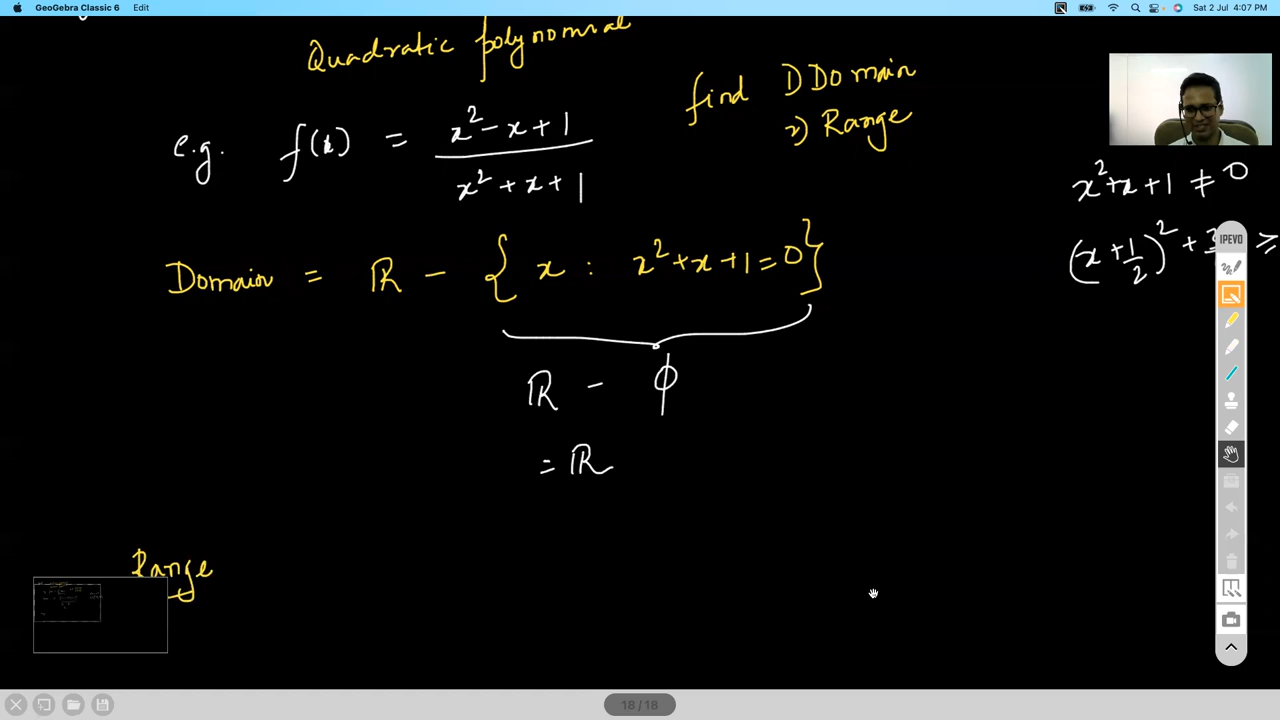 GeoGebra Classic 6 Edit Sat 2 Jul 4:07 PM
Quadratic polynomial
find 1) Domain
2) Range
e.g. f(x) = x² - x + 1 / x² + x + 1
x² + x + 1 ≠ 0
(x + 1/2)² + 3 ≥
IPEVO
Domain = ℝ - { x : x² + x + 1 = 0 }
ℝ - ϕ
= ℝ
Range
18 / 18